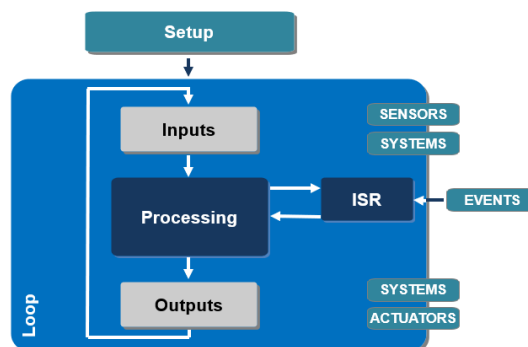 Setup
Inputs
SENSORS
SYSTEMS
Processing
ISR
EVENTS
Outputs
SYSTEMS
ACTUATORS
Loop